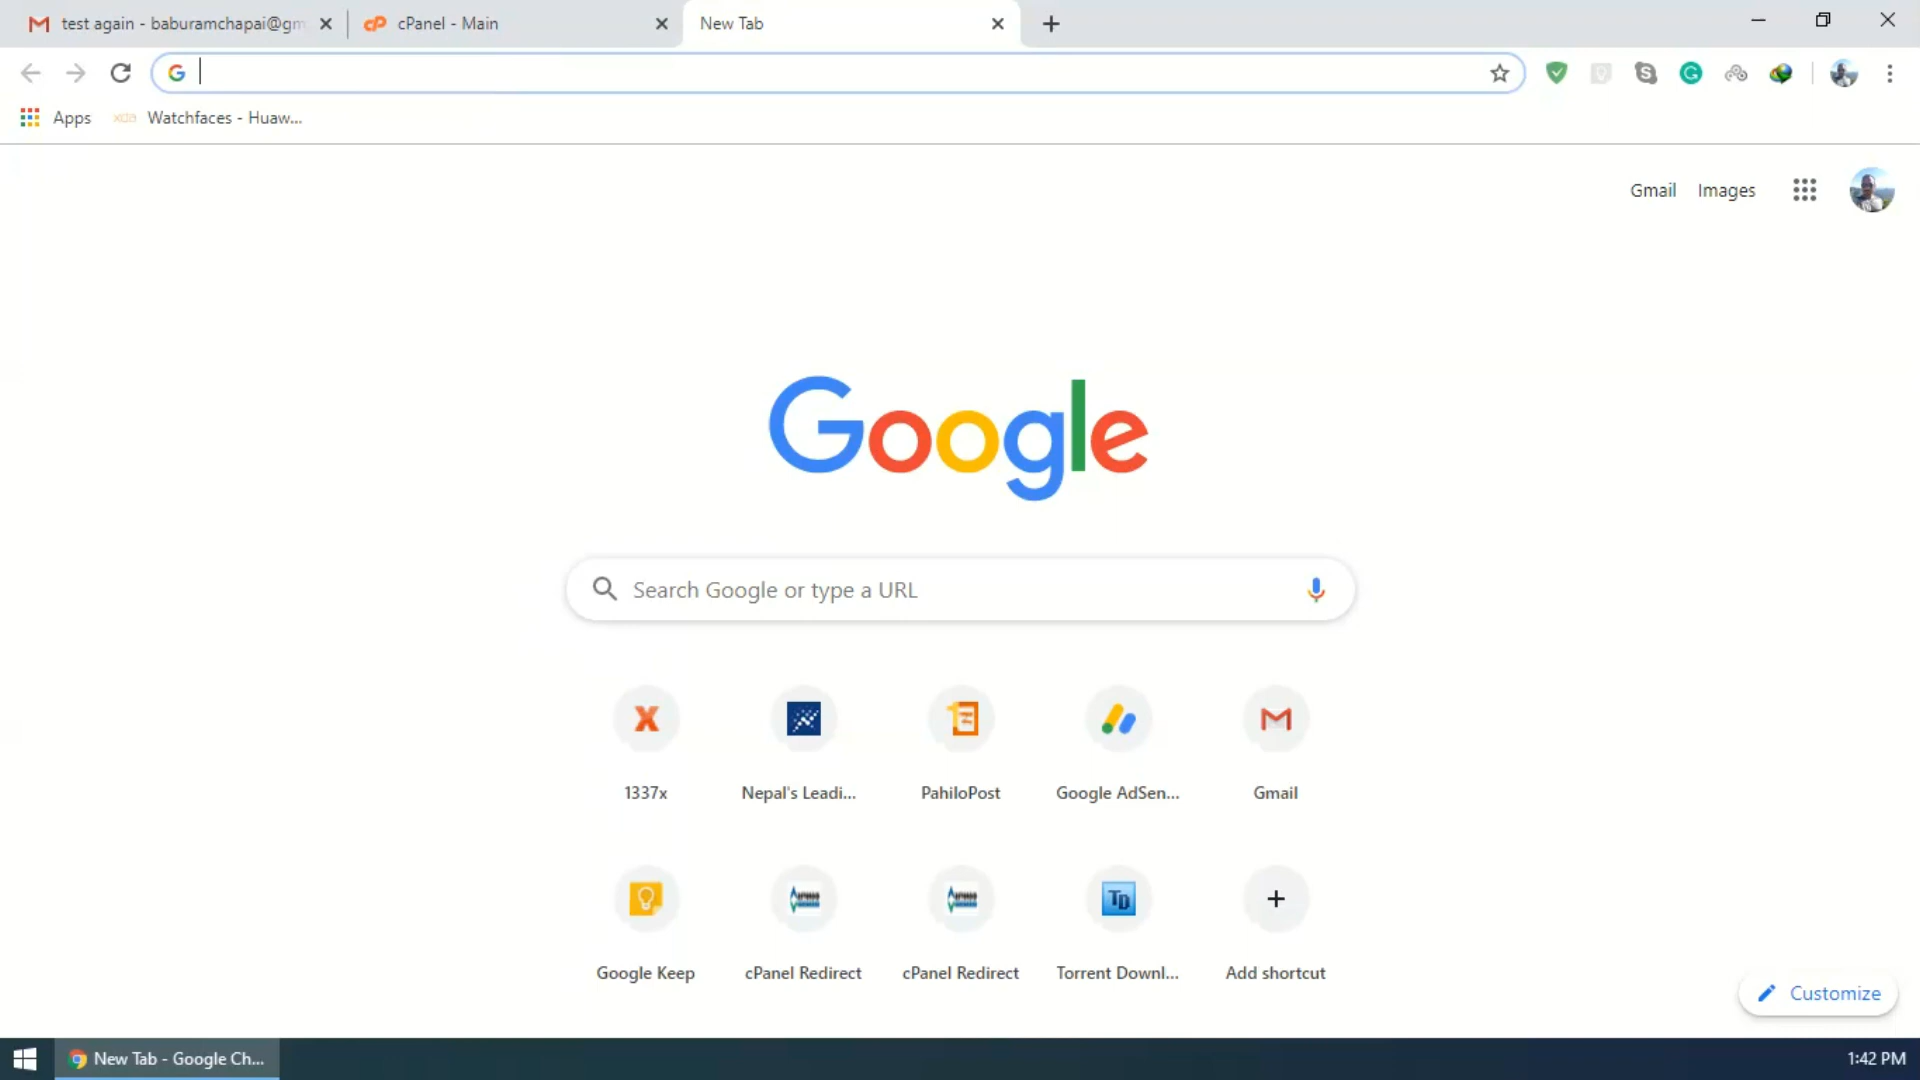 test again - baburamchapai@gm
cPanel - Main
New Tab
Apps
Watchfaces - Huaw...
Gmail
Images
Google
Search Google or type a URL
1337x
Nepal's Leadi...
PahiloPost
Google AdSen...
Gmail
Google Keep
cPanel Redirect
cPanel Redirect
Torrent Downl...
Add shortcut
Customize
New Tab - Google Ch...
1:42 PM